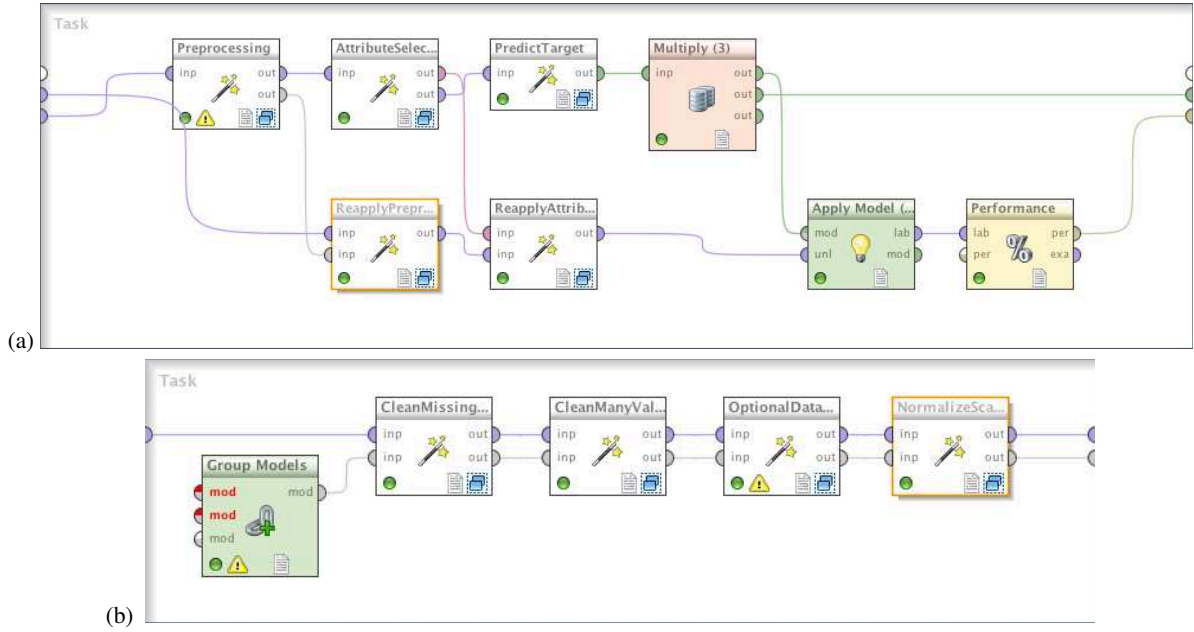 Task
Preprocessing
AttributeSelec...
PredictTarget
Multiply (3)
inp out
out
inp out
out
inp out
inp out
out
out
ReapplyPrepr...
ReapplyAttrib...
Apply Model (...
Performance
inp out
inp
inp out
inp
mod lab
unl mod
lab per
per exa
%
(a)
Task
CleanMissing...
CleanManyVal...
OptionalData...
NormalizeSca...
inp out
inp out
inp out
inp out
inp out
inp out
inp out
inp out
Group Models
mod mod
mod
mod
(b)